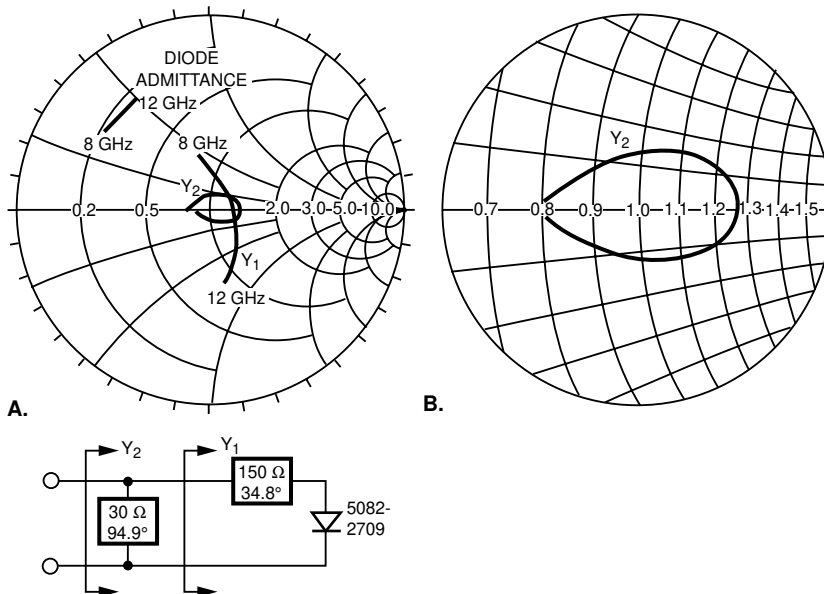 DIODE
ADMITTANCE
12 GHz
8 GHz
8 GHz
Y2
0.2
0.5
2.0
3.0
5.0
10.0
Y1
12 GHz
A.
Y2
0.7
0.8
0.9
1.0
1.1
1.2
1.3
1.4
1.5
B.
Y2
Y1
150 Ω
34.8°
30 Ω
94.9°
5082-
2709